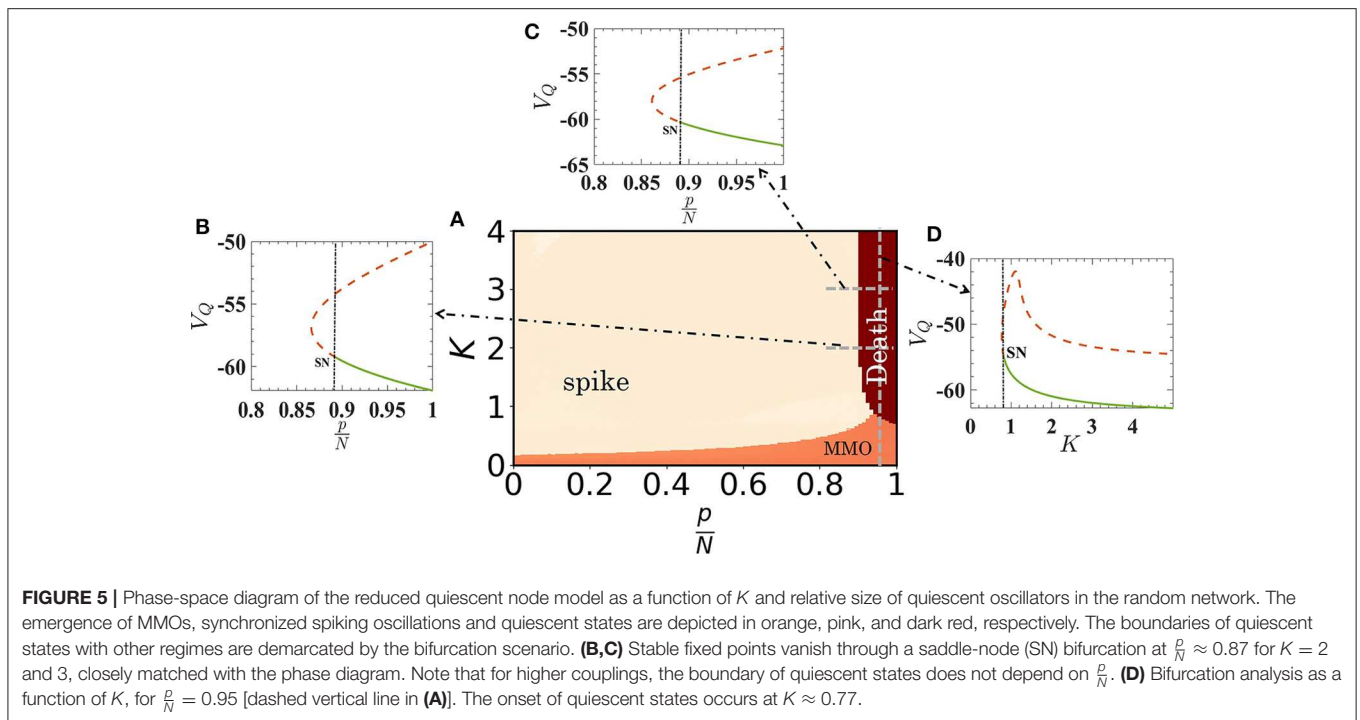 C
-50
-55
-60
-65
V_Q
SN
0.8 0.85 0.9 0.95 1
p/N
B
-50
-55
-60
V_Q
SN
0.8 0.85 0.9 0.95 1
p/N
A
4
3
2
1
0
K
spike
Death
MMO
0 0.2 0.4 0.6 0.8 1
p/N
D
-40
-50
-60
V_Q
SN
0 1 2 3 4
K
FIGURE 5 | Phase-space diagram of the reduced quiescent node model as a function of K and relative size of quiescent oscillators in the random network. The
emergence of MMOs, synchronized spiking oscillations and quiescent states are depicted in orange, pink, and dark red, respectively. The boundaries of quiescent
states with other regimes are demarcated by the bifurcation scenario. (B,C) Stable fixed points vanish through a saddle-node (SN) bifurcation at p/N ≈ 0.87 for K = 2
and 3, closely matched with the phase diagram. Note that for higher couplings, the boundary of quiescent states does not depend on p/N. (D) Bifurcation analysis as a
function of K, for p/N = 0.95 [dashed vertical line in (A)]. The onset of quiescent states occurs at K ≈ 0.77.